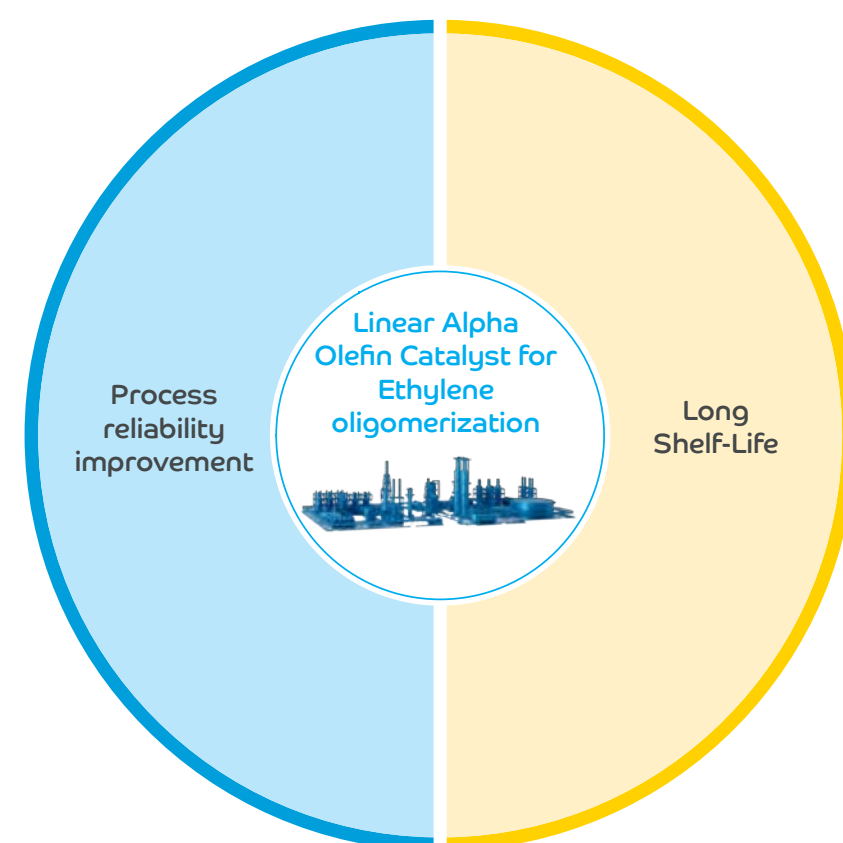 Linear Alpha
Olefin Catalyst for
Ethylene
oligomerization
Process
reliability
improvement
Long
Shelf-Life